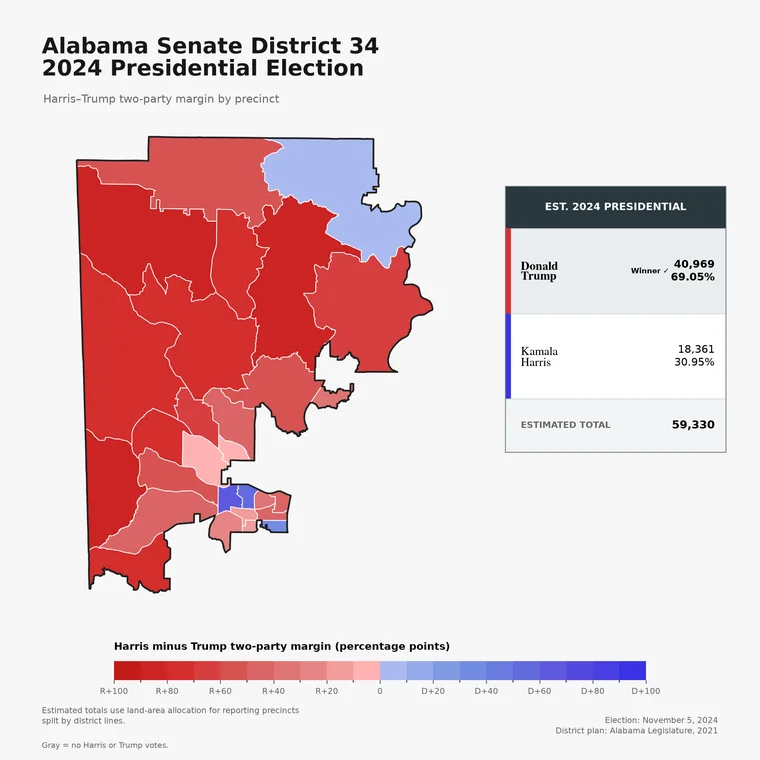 Alabama Senate District 34
2024 Presidential Election
Harris–Trump two-party margin by precinct
EST. 2024 PRESIDENTIAL
Donald
Trump
Winner ✓
40,969
69.05%
Kamala
Harris
18,361
30.95%
ESTIMATED TOTAL
59,330
Harris minus Trump two-party margin (percentage points)
R+100 R+80 R+60 R+40 R+20 0 D+20 D+40 D+60 D+80 D+100
Estimated totals use land-area allocation for reporting precincts
split by district lines.
Gray = no Harris or Trump votes.
Election: November 5, 2024
District plan: Alabama Legislature, 2021